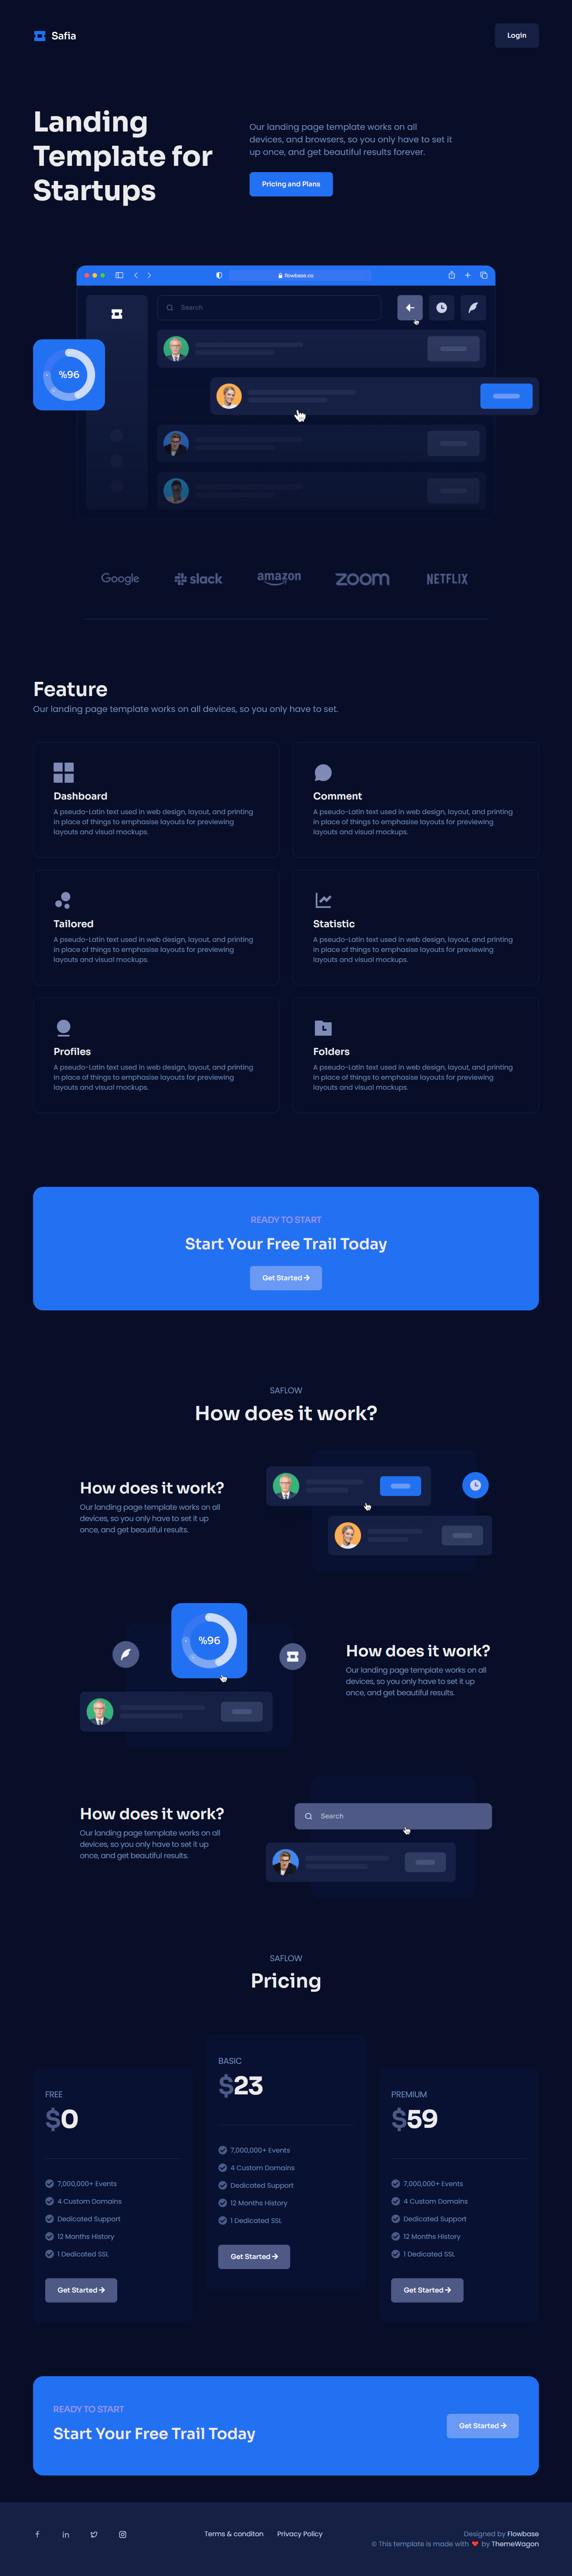 Safia
Login
Landing
Template for
Startups
Our landing page template works on all
devices, and browsers, so you only have to set it
up once, and get beautiful results forever.
Pricing and Plans
flowbase.co
Search
%96
Google
slack
amazon
zoom
NETFLIX
Feature
Our landing page template works on all devices, so you only have to set.
Dashboard
A pseudo-Latin text used in web design, layout, and printing
in place of things to emphasise layouts for previewing
layouts and visual mockups.
Comment
A pseudo-Latin text used in web design, layout, and printing
in place of things to emphasise layouts for previewing
layouts and visual mockups.
Tailored
A pseudo-Latin text used in web design, layout, and printing
in place of things to emphasise layouts for previewing
layouts and visual mockups.
Statistic
A pseudo-Latin text used in web design, layout, and printing
in place of things to emphasise layouts for previewing
layouts and visual mockups.
Profiles
A pseudo-Latin text used in web design, layout, and printing
in place of things to emphasise layouts for previewing
layouts and visual mockups.
Folders
A pseudo-Latin text used in web design, layout, and printing
in place of things to emphasise layouts for previewing
layouts and visual mockups.
READY TO START
Start Your Free Trail Today
Get Started →
SAFLOW
How does it work?
How does it work?
Our landing page template works on all
devices, so you only have to set it up
once, and get beautiful results.
%96
How does it work?
Our landing page template works on all
devices, so you only have to set it up
once, and get beautiful results.
How does it work?
Our landing page template works on all
devices, so you only have to set it up
once, and get beautiful results.
Search
SAFLOW
Pricing
FREE
$0
7,000,000+ Events
4 Custom Domains
Dedicated Support
12 Months History
1 Dedicated SSL
Get Started →
BASIC
$23
7,000,000+ Events
4 Custom Domains
Dedicated Support
12 Months History
1 Dedicated SSL
Get Started →
PREMIUM
$59
7,000,000+ Events
4 Custom Domains
Dedicated Support
12 Months History
1 Dedicated SSL
Get Started →
READY TO START
Start Your Free Trail Today
Get Started →
Terms & conditon
Privacy Policy
Designed by Flowbase
© This template is made with ❤ by ThemeWagon